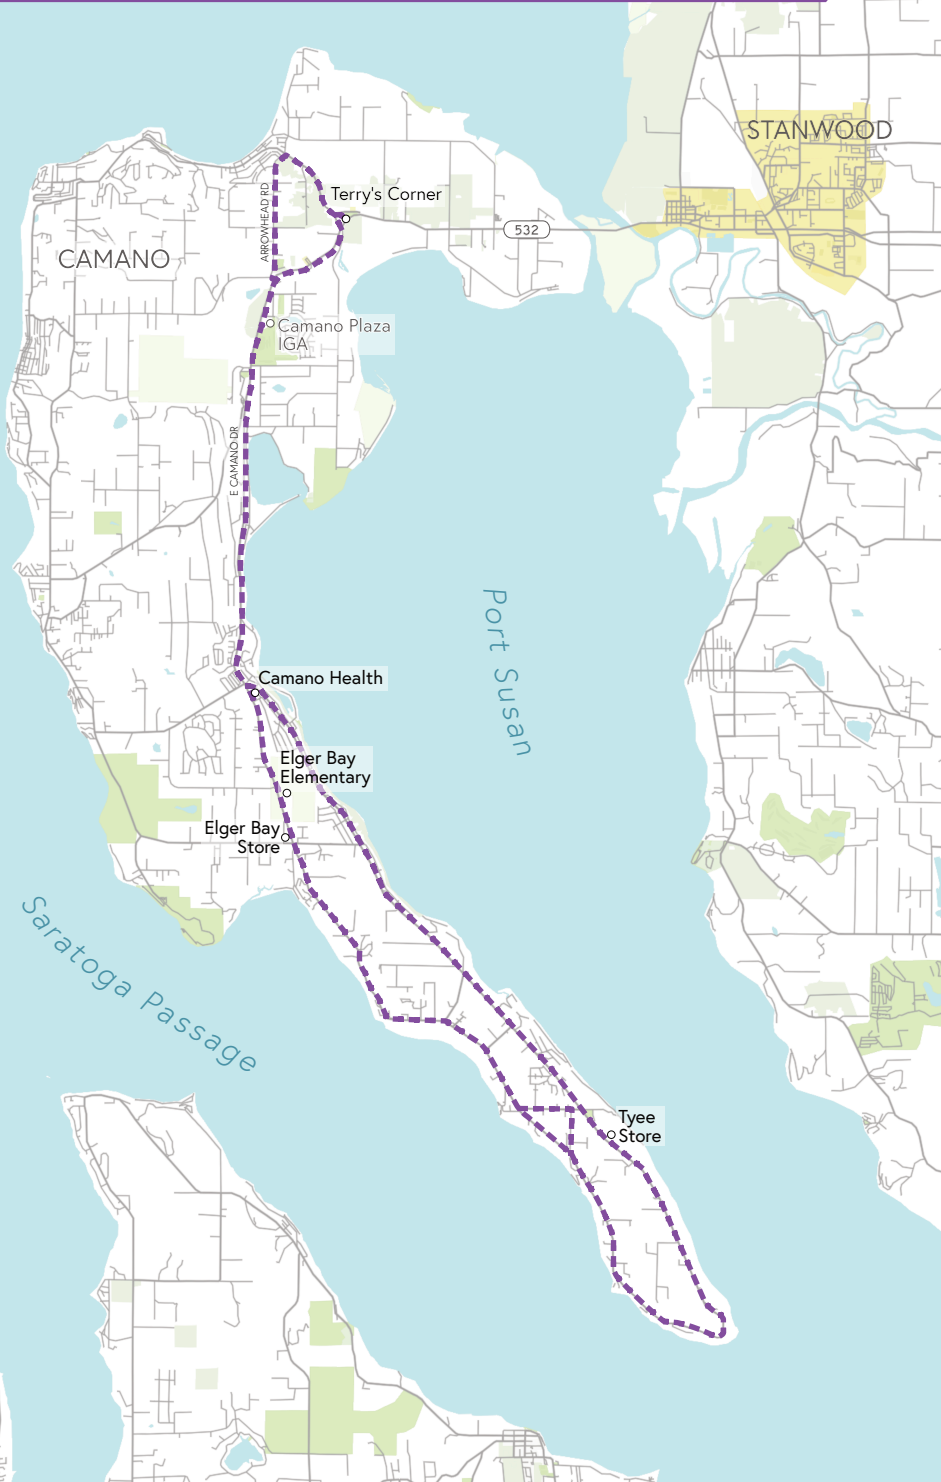 STANWOOD
Terry's Corner
ARROWHEAD RD
532
CAMANO
Camano Plaza
IGA
E CAMANO DR
Port Susan
Camano Health
Elger Bay
Elementary
Elger Bay
Store
Saratoga Passage
Tyee
Store